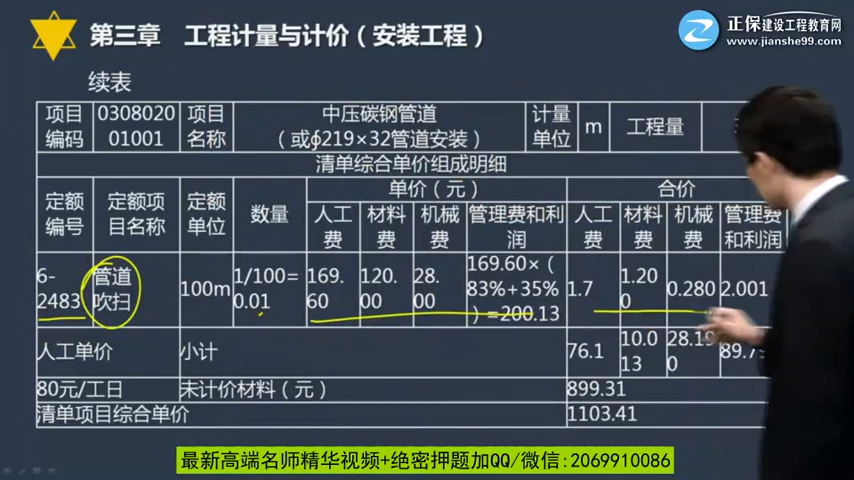 第三章 工程计量与计价（安装工程）
正保建设工程教育网
www.jianshe99.com
续表
项目编码 030802001001 项目名称 中压碳钢管道（或∮219×32管道安装） 计量单位 m 工程量
清单综合单价组成明细
定额编号 定额项目名称 定额单位 数量 单价（元） 合价
人工费 材料费 机械费 管理费和利润 人工费 材料费 机械费 管理费和利润
6-2483 管道吹扫 100m 1/100=0.01 169.60 120.00 28.00 169.60×(83%+35%)=200.13 1.7 1.200 0.280 2.001
人工单价 小计 76.1 10.013 28.190
80元/工日 未计价材料（元） 899.31
清单项目综合单价 1103.41
最新高端名师精华视频+绝密押题加QQ/微信:2069910086